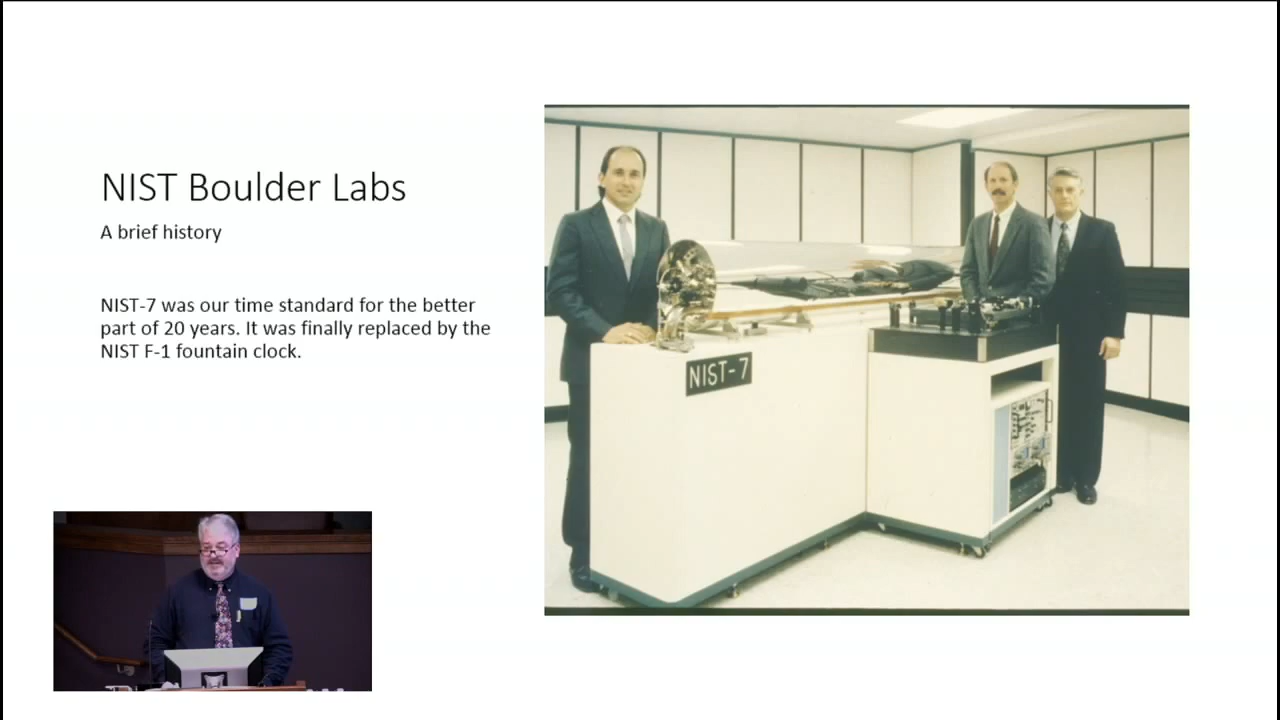 NIST Boulder Labs
A brief history
NIST-7 was our time standard for the better
part of 20 years. It was finally replaced by the
NIST F-1 fountain clock.
NIST-7